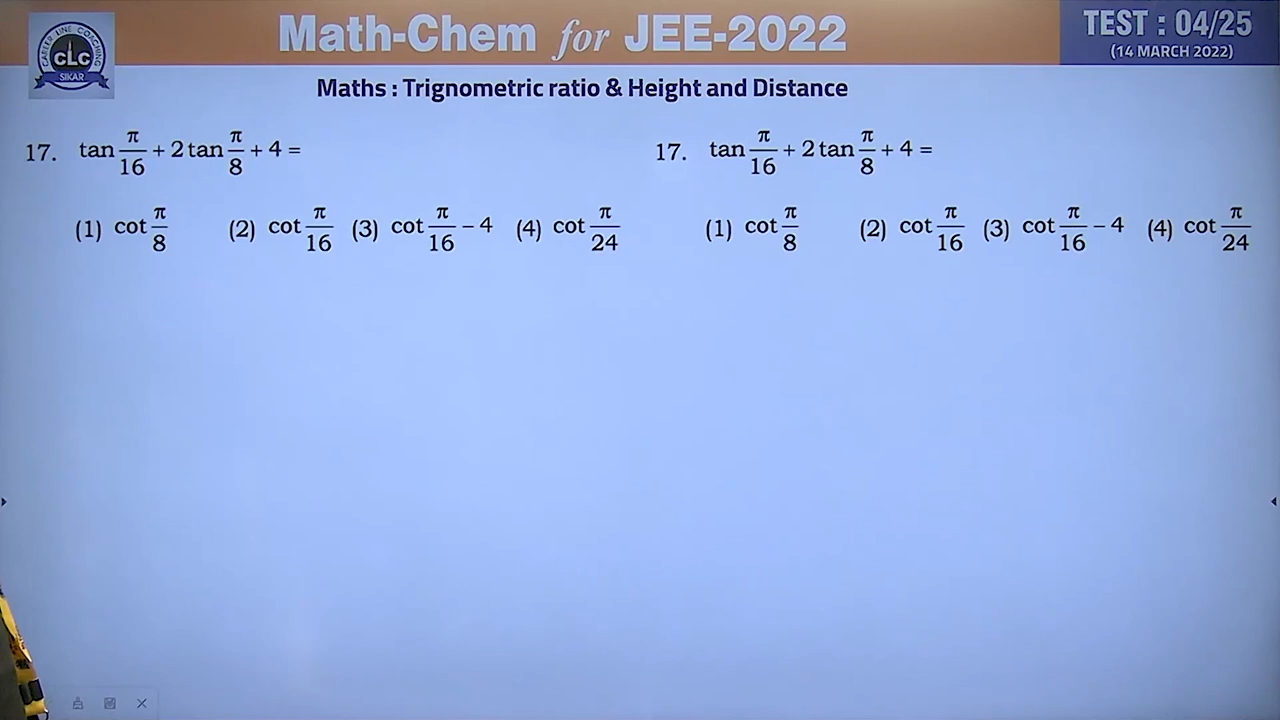 Math-Chem for JEE-2022
TEST : 04/25
(14 MARCH 2022)
CAREER LINE COACHING
CLC
SIKAR
Maths : Trignometric ratio & Height and Distance
17. tan π/16 + 2 tan π/8 + 4 =
(1) cot π/8 (2) cot π/16 (3) cot π/16 – 4 (4) cot π/24
17. tan π/16 + 2 tan π/8 + 4 =
(1) cot π/8 (2) cot π/16 (3) cot π/16 – 4 (4) cot π/24